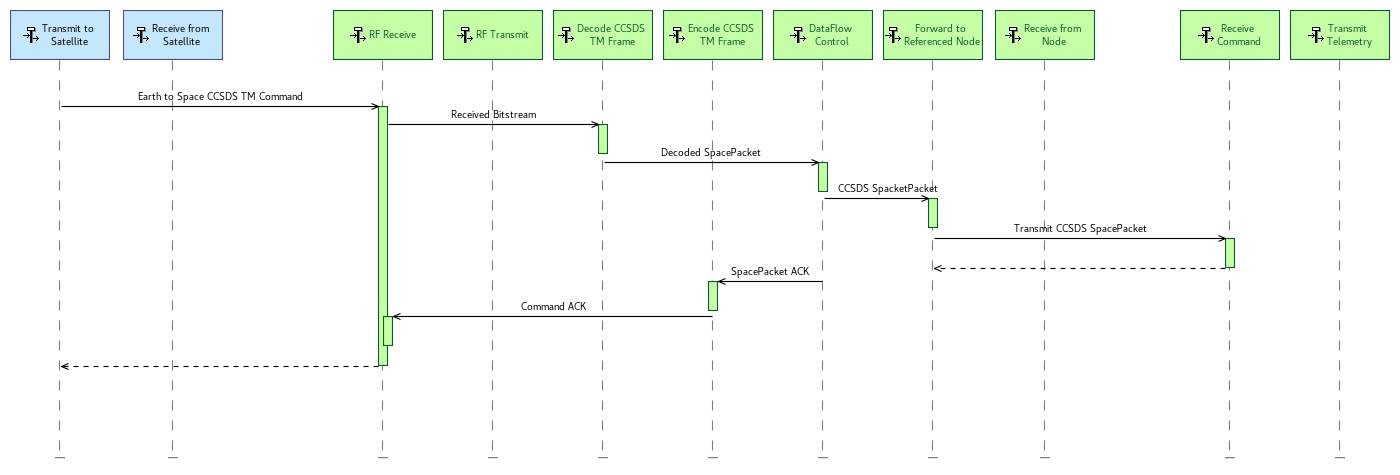 Transmit to
Satellite
Receive from
Satellite
RF Receive
RF Transmit
Decode CCSDS
TM Frame
Encode CCSDS
TM Frame
DataFlow
Control
Forward to
Referenced Node
Receive from
Node
Receive
Command
Transmit
Telemetry
Earth to Space CCSDS TM Command
Received Bitstream
Decoded SpacePacket
CCSDS SpacketPacket
Transmit CCSDS SpacePacket
SpacePacket ACK
Command ACK